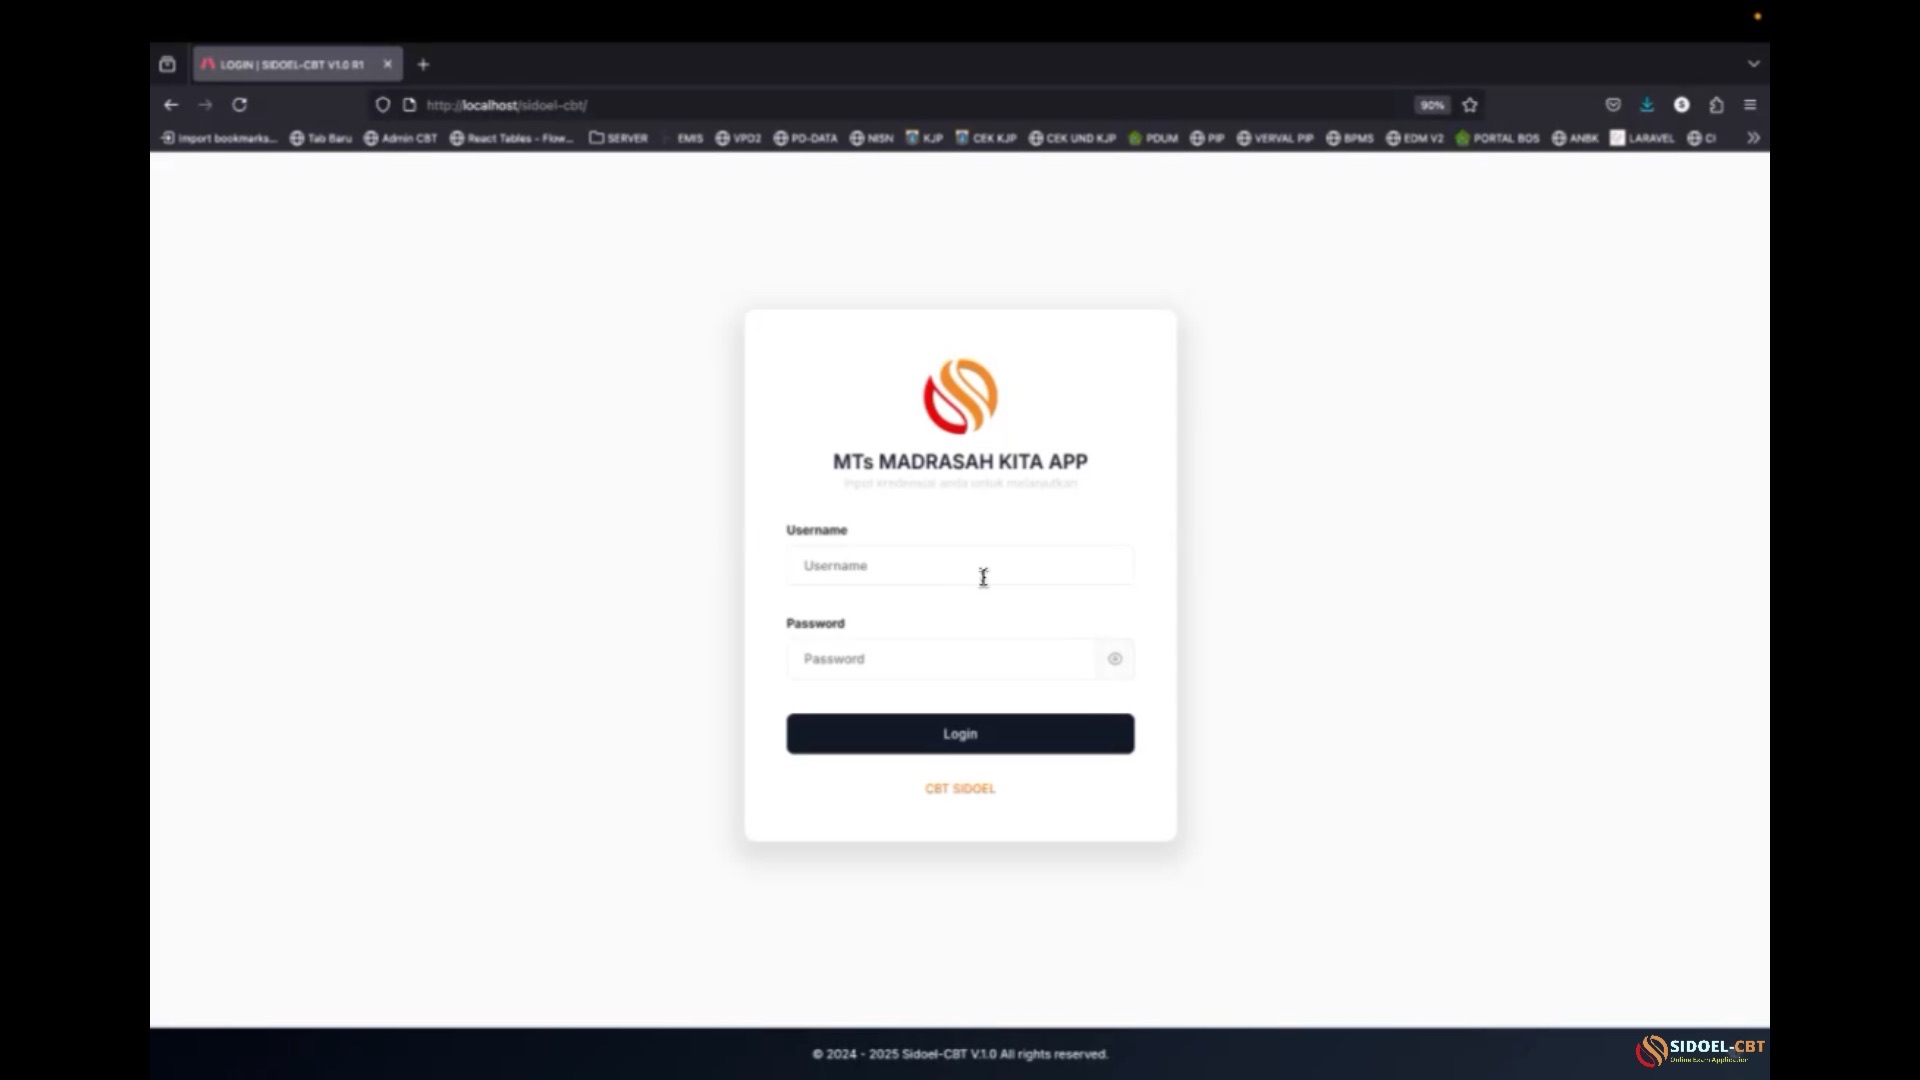 LOGIN | SIDOEL-CBT V1.0 R1
http://localhost/sidoel-cbt/
90%
Import bookmarks... Tab Baru Admin CBT React Tables - Flow... SERVER EMIS VPD2 PD-DATA NISN KJP CEK KJP CEK UND KJP PDUM PIP VERVAL PIP BPMS EDM V2 PORTAL BOS ANBK LARAVEL CI
MTs MADRASAH KITA APP
Input kredensial anda untuk melanjutkan
Username
Username
Password
Password
Login
CBT SIDOEL
© 2024 - 2025 Sidoel-CBT V.1.0 All rights reserved.
SIDOEL-CBT
Online Exam Application